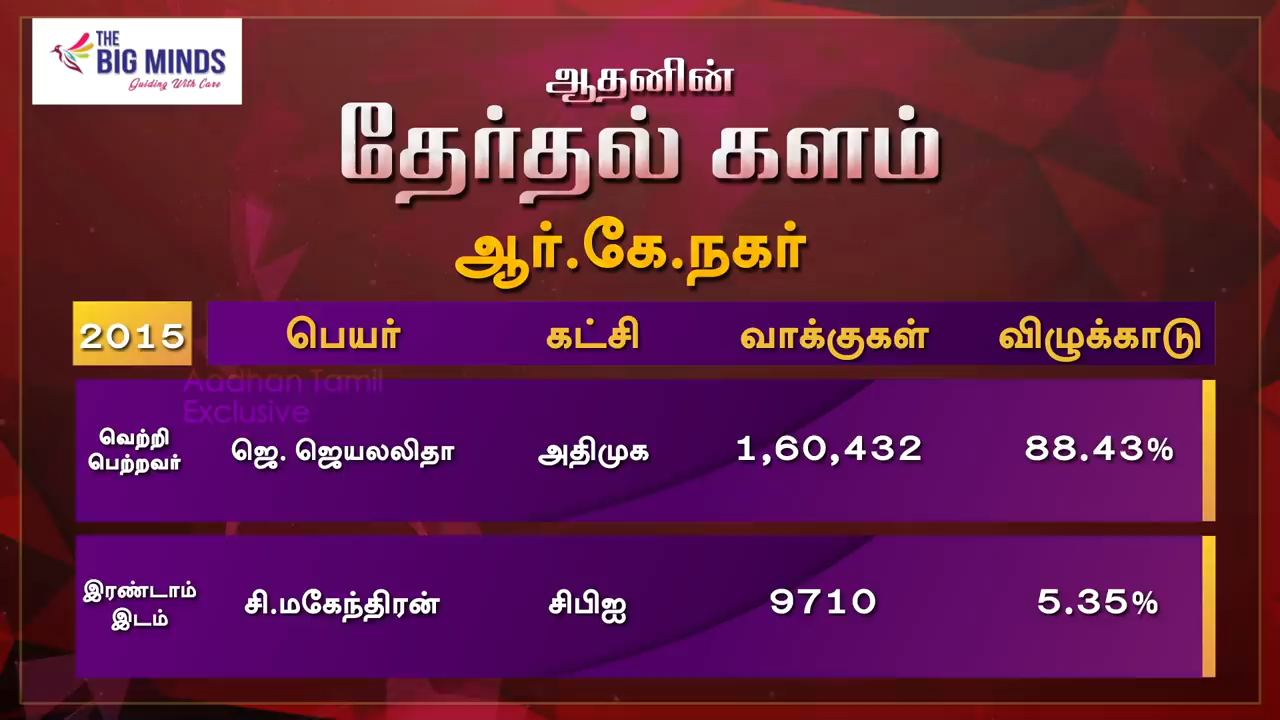 THE
BIG MINDS
Guiding With Care
ஆதனின்
தேர்தல் களம்
ஆர்.கே.நகர்
2015 பெயர் கட்சி வாக்குகள் விழுக்காடு
Aadhan Tamil
Exclusive
வெற்றி
பெற்றவர் ஜெ. ஜெயலலிதா அதிமுக 1,60,432 88.43%
இரண்டாம்
இடம் சி.மகேந்திரன் சிபிஐ 9710 5.35%